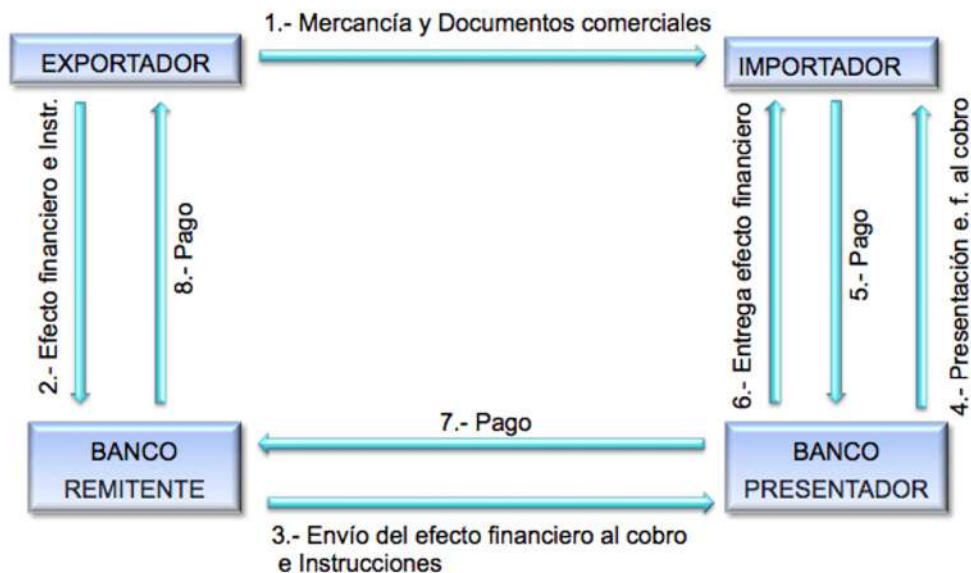 1.- Mercancía y Documentos comerciales
EXPORTADOR
IMPORTADOR
2.- Efecto financiero e Instr.
8.- Pago
6.- Entrega efecto financiero
5.- Pago
4.- Presentación e. f. al cobro
7.- Pago
BANCO
REMITENTE
BANCO
PRESENTADOR
3.- Envío del efecto financiero al cobro
e Instrucciones